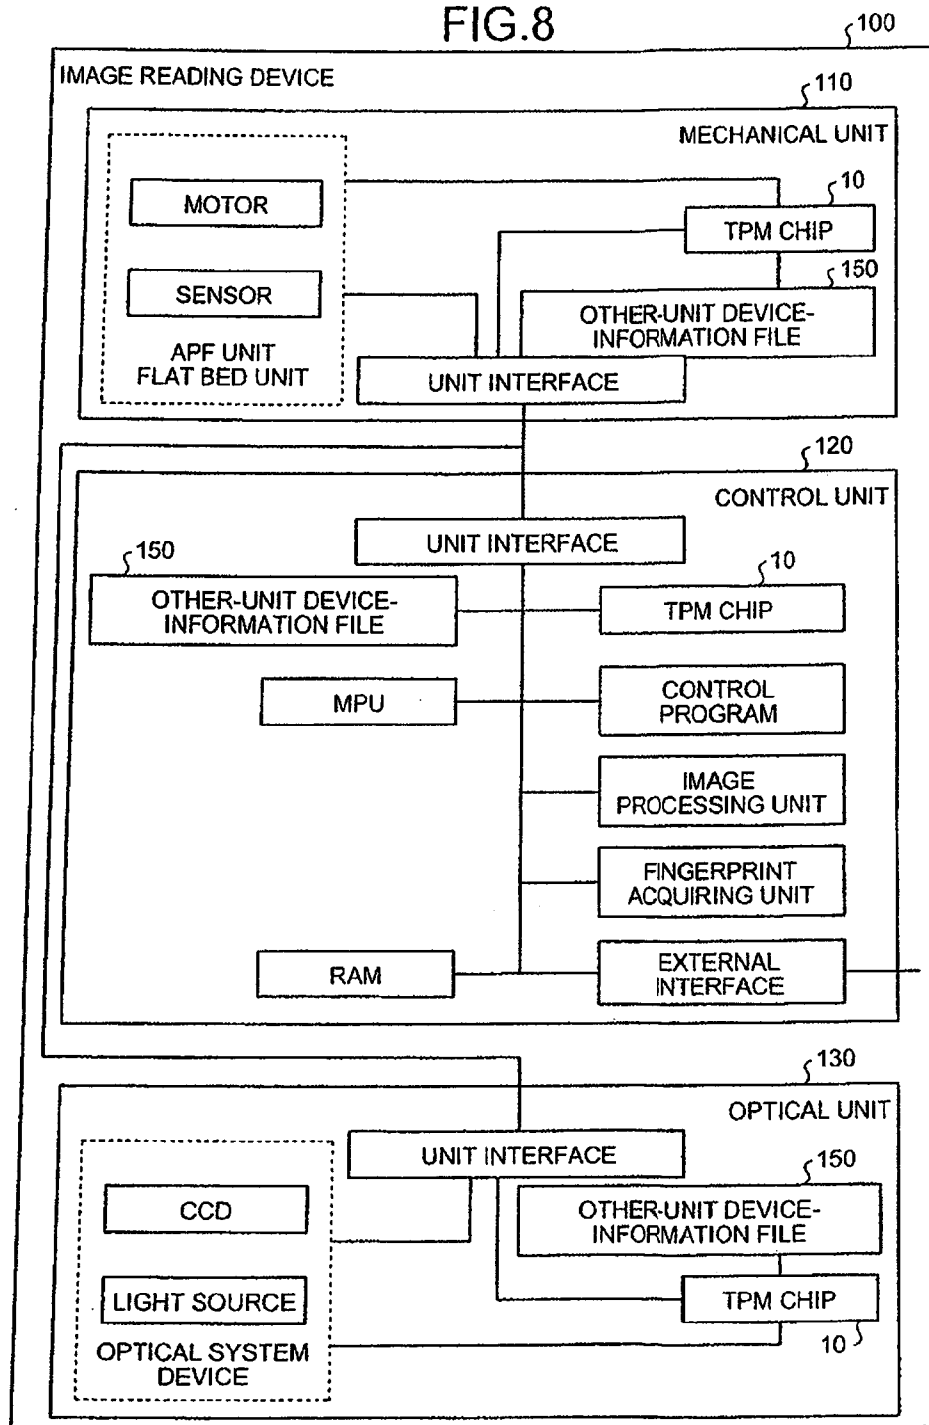 FIG.8
100
IMAGE READING DEVICE
110
MECHANICAL UNIT
MOTOR
10
TPM CHIP
SENSOR
150
OTHER-UNIT DEVICE-
INFORMATION FILE
APF UNIT
FLAT BED UNIT
UNIT INTERFACE
120
CONTROL UNIT
UNIT INTERFACE
150
OTHER-UNIT DEVICE-
INFORMATION FILE
10
TPM CHIP
MPU
CONTROL
PROGRAM
IMAGE
PROCESSING UNIT
FINGERPRINT
ACQUIRING UNIT
RAM
EXTERNAL
INTERFACE
130
OPTICAL UNIT
UNIT INTERFACE
150
OTHER-UNIT DEVICE-
INFORMATION FILE
CCD
LIGHT SOURCE
TPM CHIP
10
OPTICAL SYSTEM
DEVICE